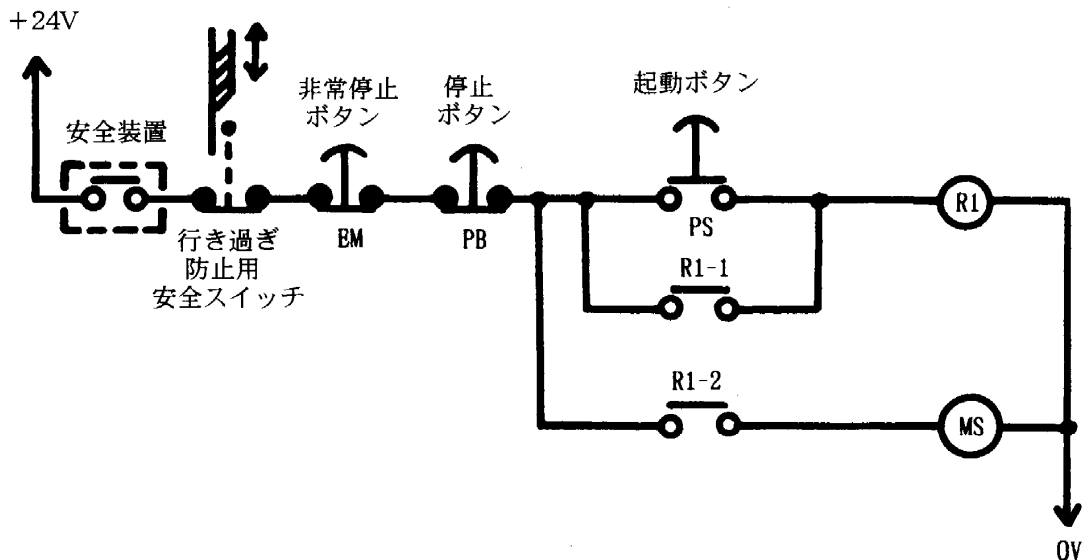 +24V
安全装置
行き過ぎ
防止用
安全スイッチ
非常停止
ボタン
EM
停止
ボタン
PB
起動ボタン
PS
R1-1
R1
R1-2
MS
0V